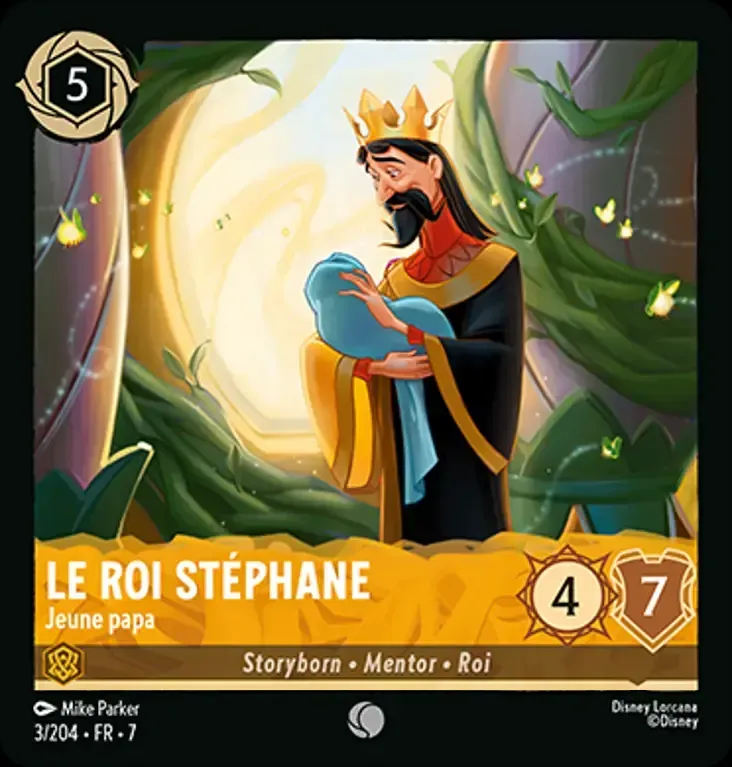 5
LE ROI STÉPHANE
Jeune papa
4
7
Storyborn • Mentor • Roi
Mike Parker
3/204 • FR • 7
Disney Lorcana
©Disney